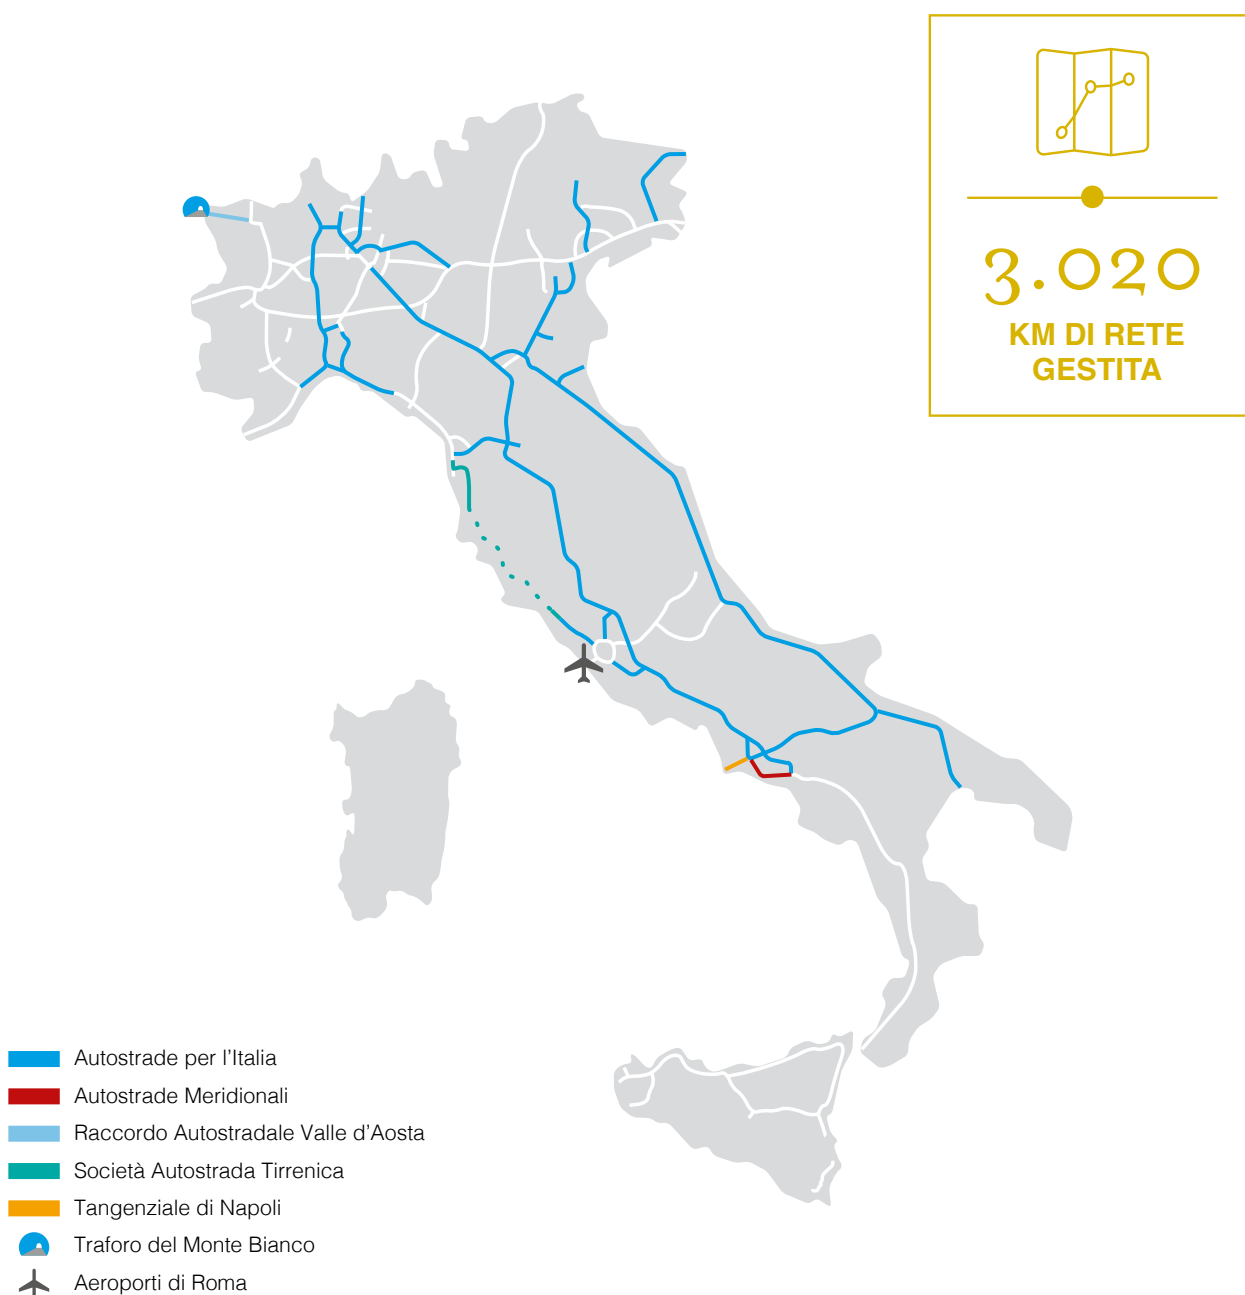 3.020
KM DI RETE
GESTITA
Autostrade per l'Italia
Autostrade Meridionali
Raccordo Autostradale Valle d'Aosta
Società Autostrada Tirrenica
Tangenziale di Napoli
Traforo del Monte Bianco
Aeroporti di Roma